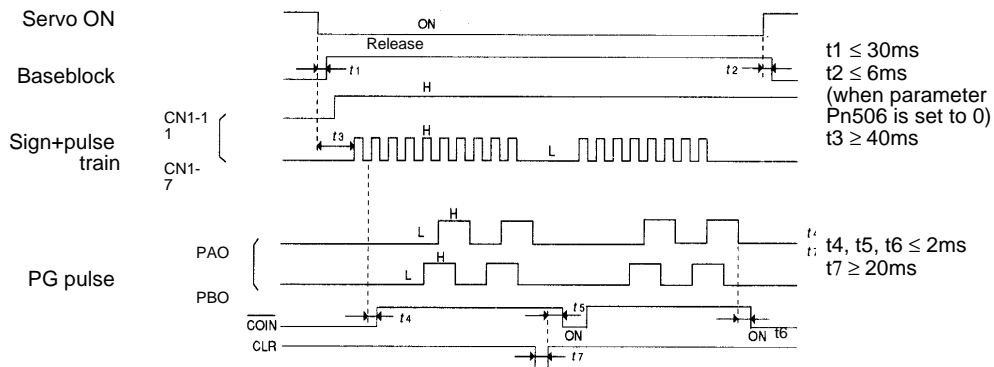 Servo ON
ON
Release
Baseblock
t1
t2
t1 ≤ 30ms
t2 ≤ 6ms
(when parameter
Pn506 is set to 0)
t3 ≥ 40ms
H
CN1-1
1
Sign+pulse
train
t3
H
L
CN1-
7
H
L
PAO
t4, t5, t6 ≤ 2ms
t7 ≥ 20ms
PG pulse
H
L
PBO
COIN
t4
t5
ON
ON
t6
CLR
t7